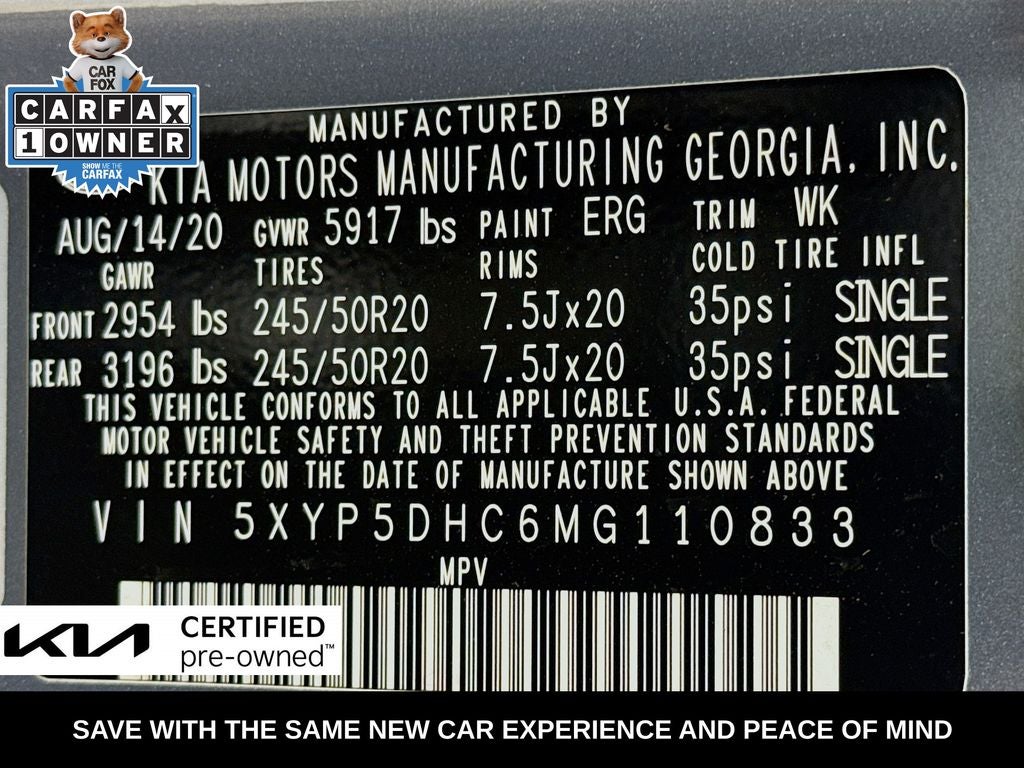 CAR
FOX
CARFAX
1 OWNER
SHOW ME THE
CARFAX
MANUFACTURED BY
KIA MOTORS MANUFACTURING GEORGIA, INC.
AUG/14/20 GVWR 5917 lbs PAINT ERG TRIM WK
GAWR TIRES RIMS COLD TIRE INFL
FRONT 2954 lbs 245/50R20 7.5Jx20 35psi SINGLE
REAR 3196 lbs 245/50R20 7.5Jx20 35psi SINGLE
THIS VEHICLE CONFORMS TO ALL APPLICABLE U.S.A. FEDERAL
MOTOR VEHICLE SAFETY AND THEFT PREVENTION STANDARDS
IN EFFECT ON THE DATE OF MANUFACTURE SHOWN ABOVE
VIN 5XYP5DHC6MG110833
MPV
KIA CERTIFIED
pre-owned™
SAVE WITH THE SAME NEW CAR EXPERIENCE AND PEACE OF MIND